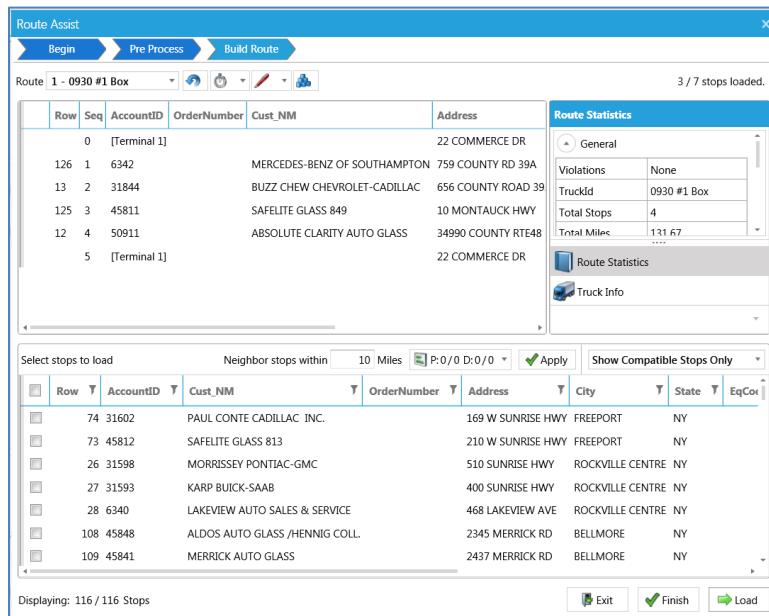 Route Assist
Begin Pre Process Build Route
Route 1 - 0930 #1 Box 3 / 7 stops loaded.
Row Seq AccountID OrderNumber Cust_NM Address
0 [Terminal 1] 22 COMMERCE DR
126 1 6342 MERCEDES-BENZ OF SOUTHAMPTON 759 COUNTY RD 39A
13 2 31844 BUZZ CHEW CHEVROLET-CADILLAC 656 COUNTY ROAD 39
125 3 45811 SAFELITE GLASS 849 10 MONTAUCK HWY
12 4 50911 ABSOLUTE CLARITY AUTO GLASS 34990 COUNTY RTE48
5 [Terminal 1] 22 COMMERCE DR
Route Statistics
General
Violations None
TruckId 0930 #1 Box
Total Stops 4
Total Miles 131.67
Route Statistics
Truck Info
Select stops to load Neighbor stops within 10 Miles P:0/0 D:0/0 Apply Show Compatible Stops Only
Row AccountID Cust_NM OrderNumber Address City State EqCod
74 31602 PAUL CONTE CADILLAC INC. 169 W SUNRISE HWY FREEPORT NY
73 45812 SAFELITE GLASS 813 210 W SUNRISE HWY FREEPORT NY
26 31598 MORRISSEY PONTIAC-GMC 510 SUNRISE HWY ROCKVILLE CENTRE NY
27 31593 KARP BUICK-SAAB 400 SUNRISE HWY ROCKVILLE CENTRE NY
28 6340 LAKEVIEW AUTO SALES & SERVICE 468 LAKEVIEW AVE ROCKVILLE CENTRE NY
108 45848 ALDOS AUTO GLASS /HENNIG COLL. 2345 MERRICK RD BELLMORE NY
109 45841 MERRICK AUTO GLASS 2437 MERRICK RD BELLMORE NY
Displaying: 116 / 116 Stops Exit Finish Load